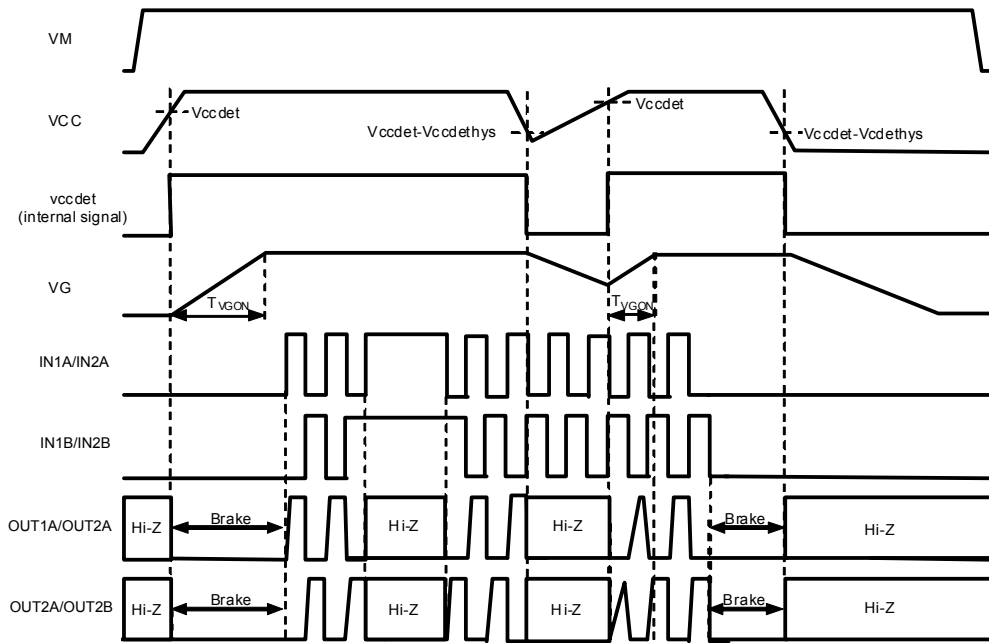 VM
VCC
Vccdet
Vccdet-Vccdethys
Vccdet
Vccdet-Vcdethys
vccdet
(internal signal)
VG
TVGON
TVGON
IN1A/IN2A
IN1B/IN2B
OUT1A/OUT2A
Hi-Z
Brake
Hi-Z
Hi-Z
Brake
Hi-Z
OUT2A/OUT2B
Hi-Z
Brake
Hi-Z
Hi-Z
Brake
Hi-Z